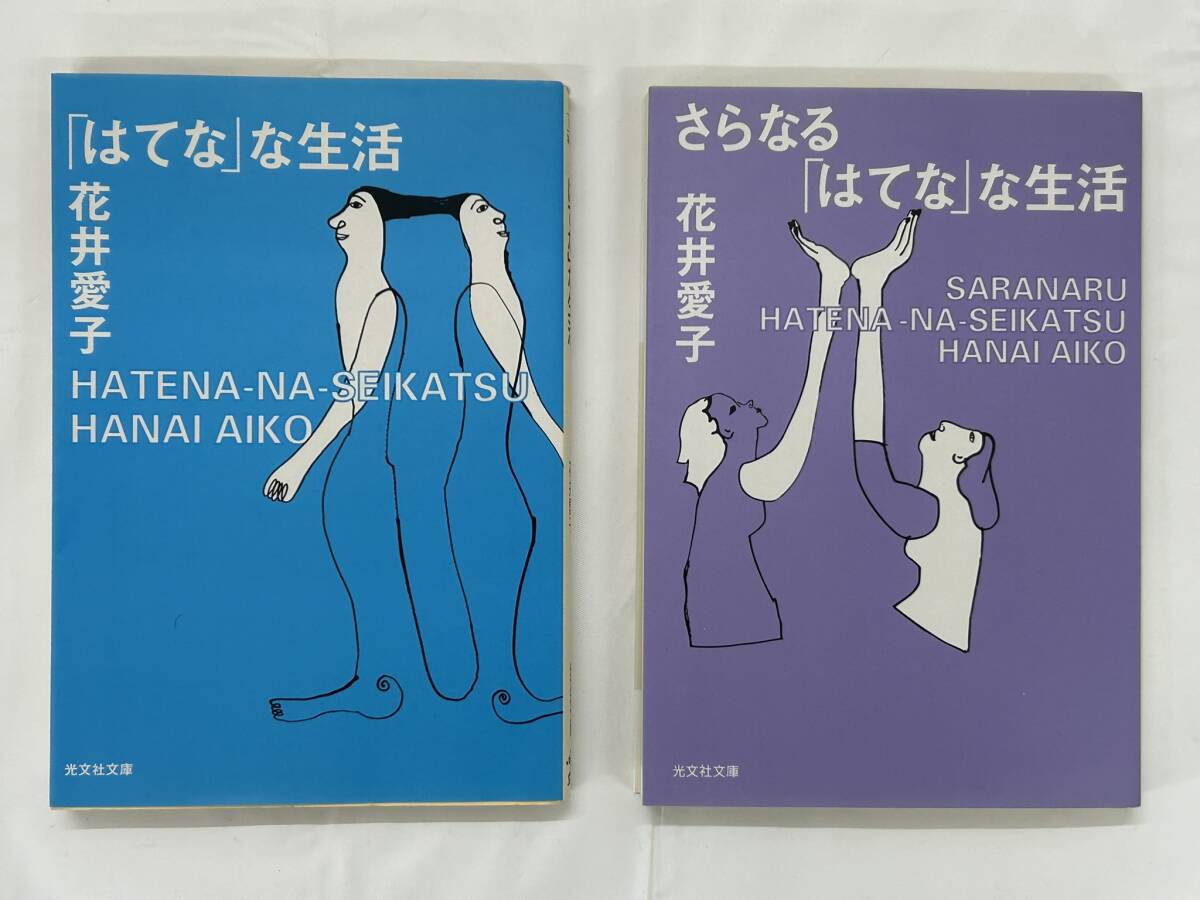 「はてな」な生活
花井愛子
HATENA-NA-SEIKATSU
HANAI AIKO
光文社文庫
さらなる
「はてな」な生活
花井愛子
SARANARU
HATENA-NA-SEIKATSU
HANAI AIKO
光文社文庫